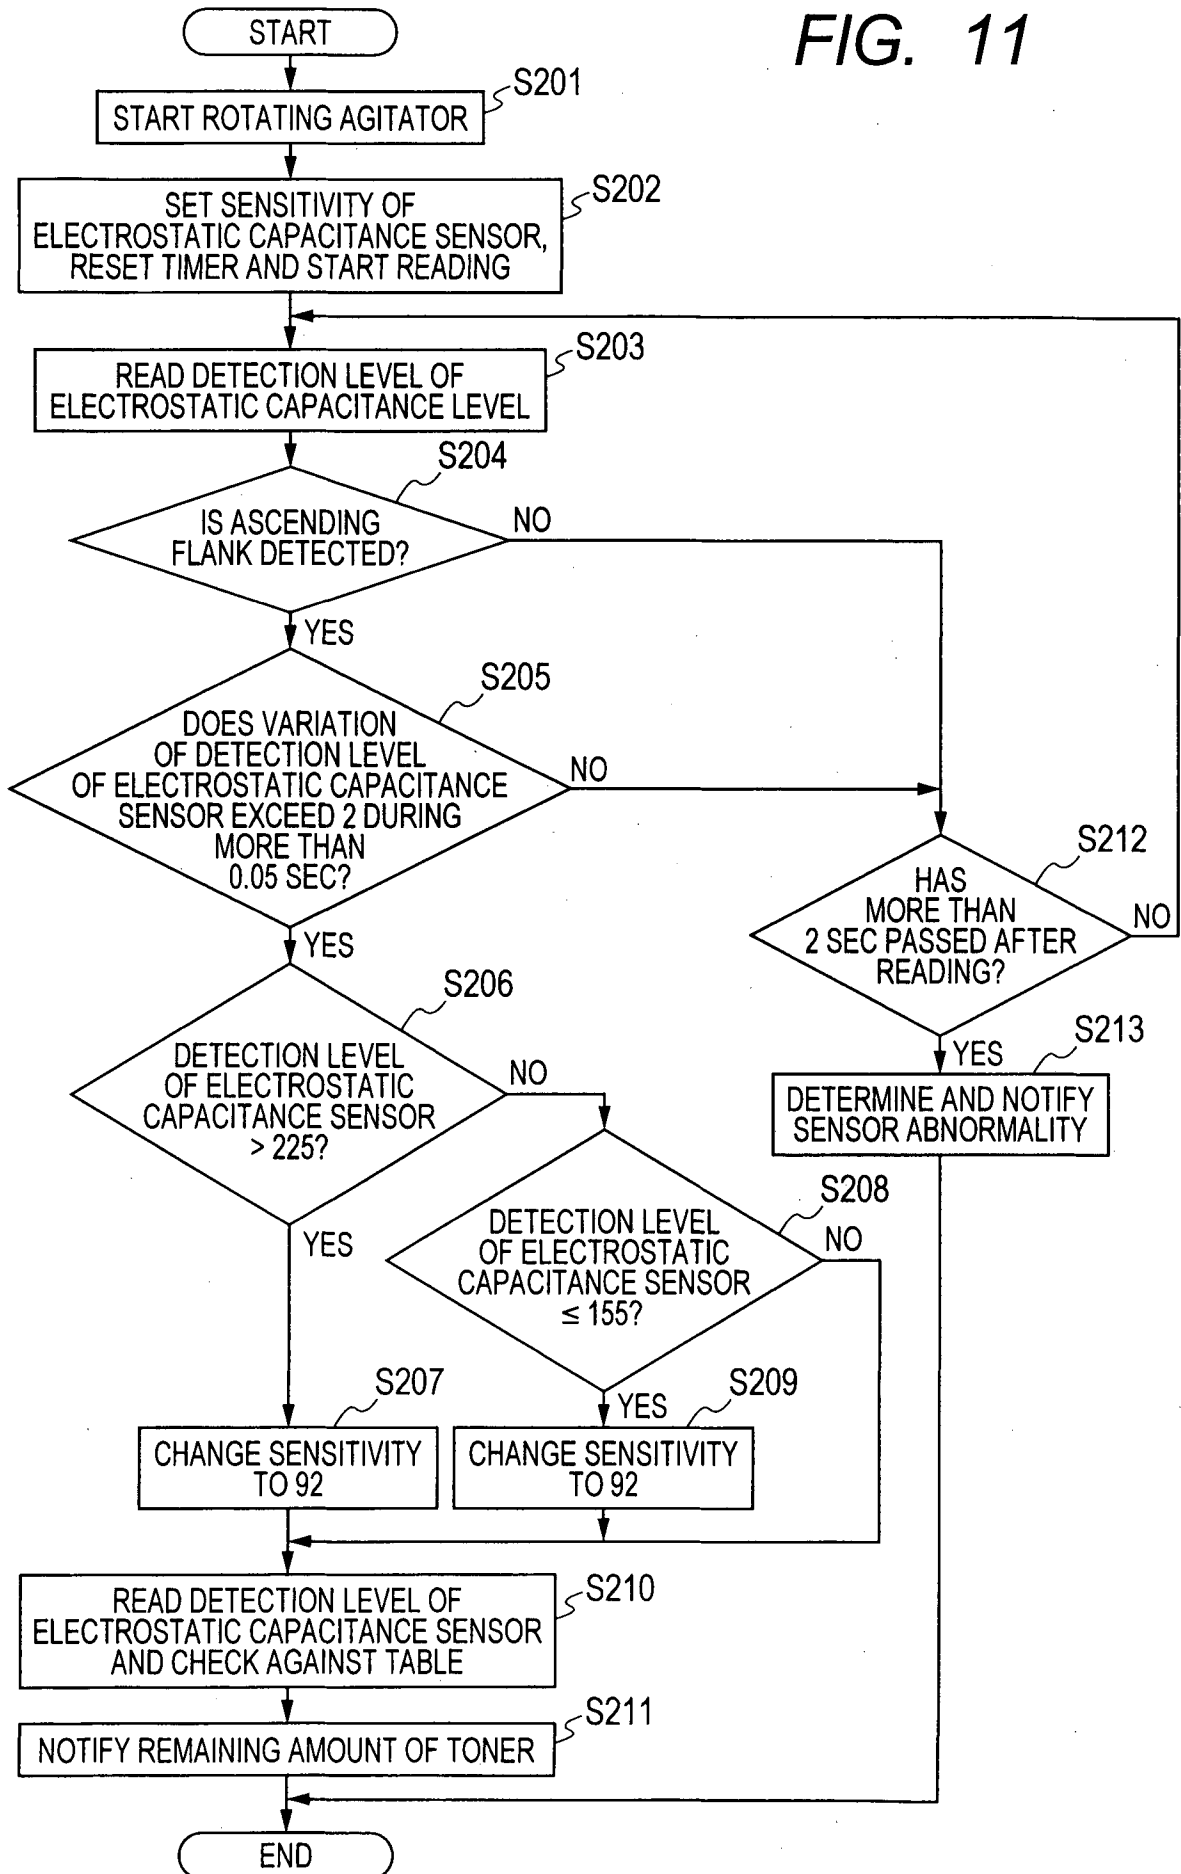 FIG. 11
START
S201
START ROTATING AGITATOR
S202
SET SENSITIVITY OF
ELECTROSTATIC CAPACITANCE SENSOR,
RESET TIMER AND START READING
S203
READ DETECTION LEVEL OF
ELECTROSTATIC CAPACITANCE LEVEL
S204
IS ASCENDING
FLANK DETECTED?
NO
YES
S205
DOES VARIATION
OF DETECTION LEVEL
OF ELECTROSTATIC CAPACITANCE
SENSOR EXCEED 2 DURING
MORE THAN
0.05 SEC?
NO
YES
S212
HAS
MORE THAN
2 SEC PASSED AFTER
READING?
NO
YES
S213
DETERMINE AND NOTIFY
SENSOR ABNORMALITY
S206
DETECTION LEVEL
OF ELECTROSTATIC
CAPACITANCE SENSOR
> 225?
NO
YES
S208
DETECTION LEVEL
OF ELECTROSTATIC
CAPACITANCE SENSOR
≤ 155?
NO
YES
S207
CHANGE SENSITIVITY
TO 92
S209
CHANGE SENSITIVITY
TO 92
S210
READ DETECTION LEVEL OF
ELECTROSTATIC CAPACITANCE SENSOR
AND CHECK AGAINST TABLE
S211
NOTIFY REMAINING AMOUNT OF TONER
END